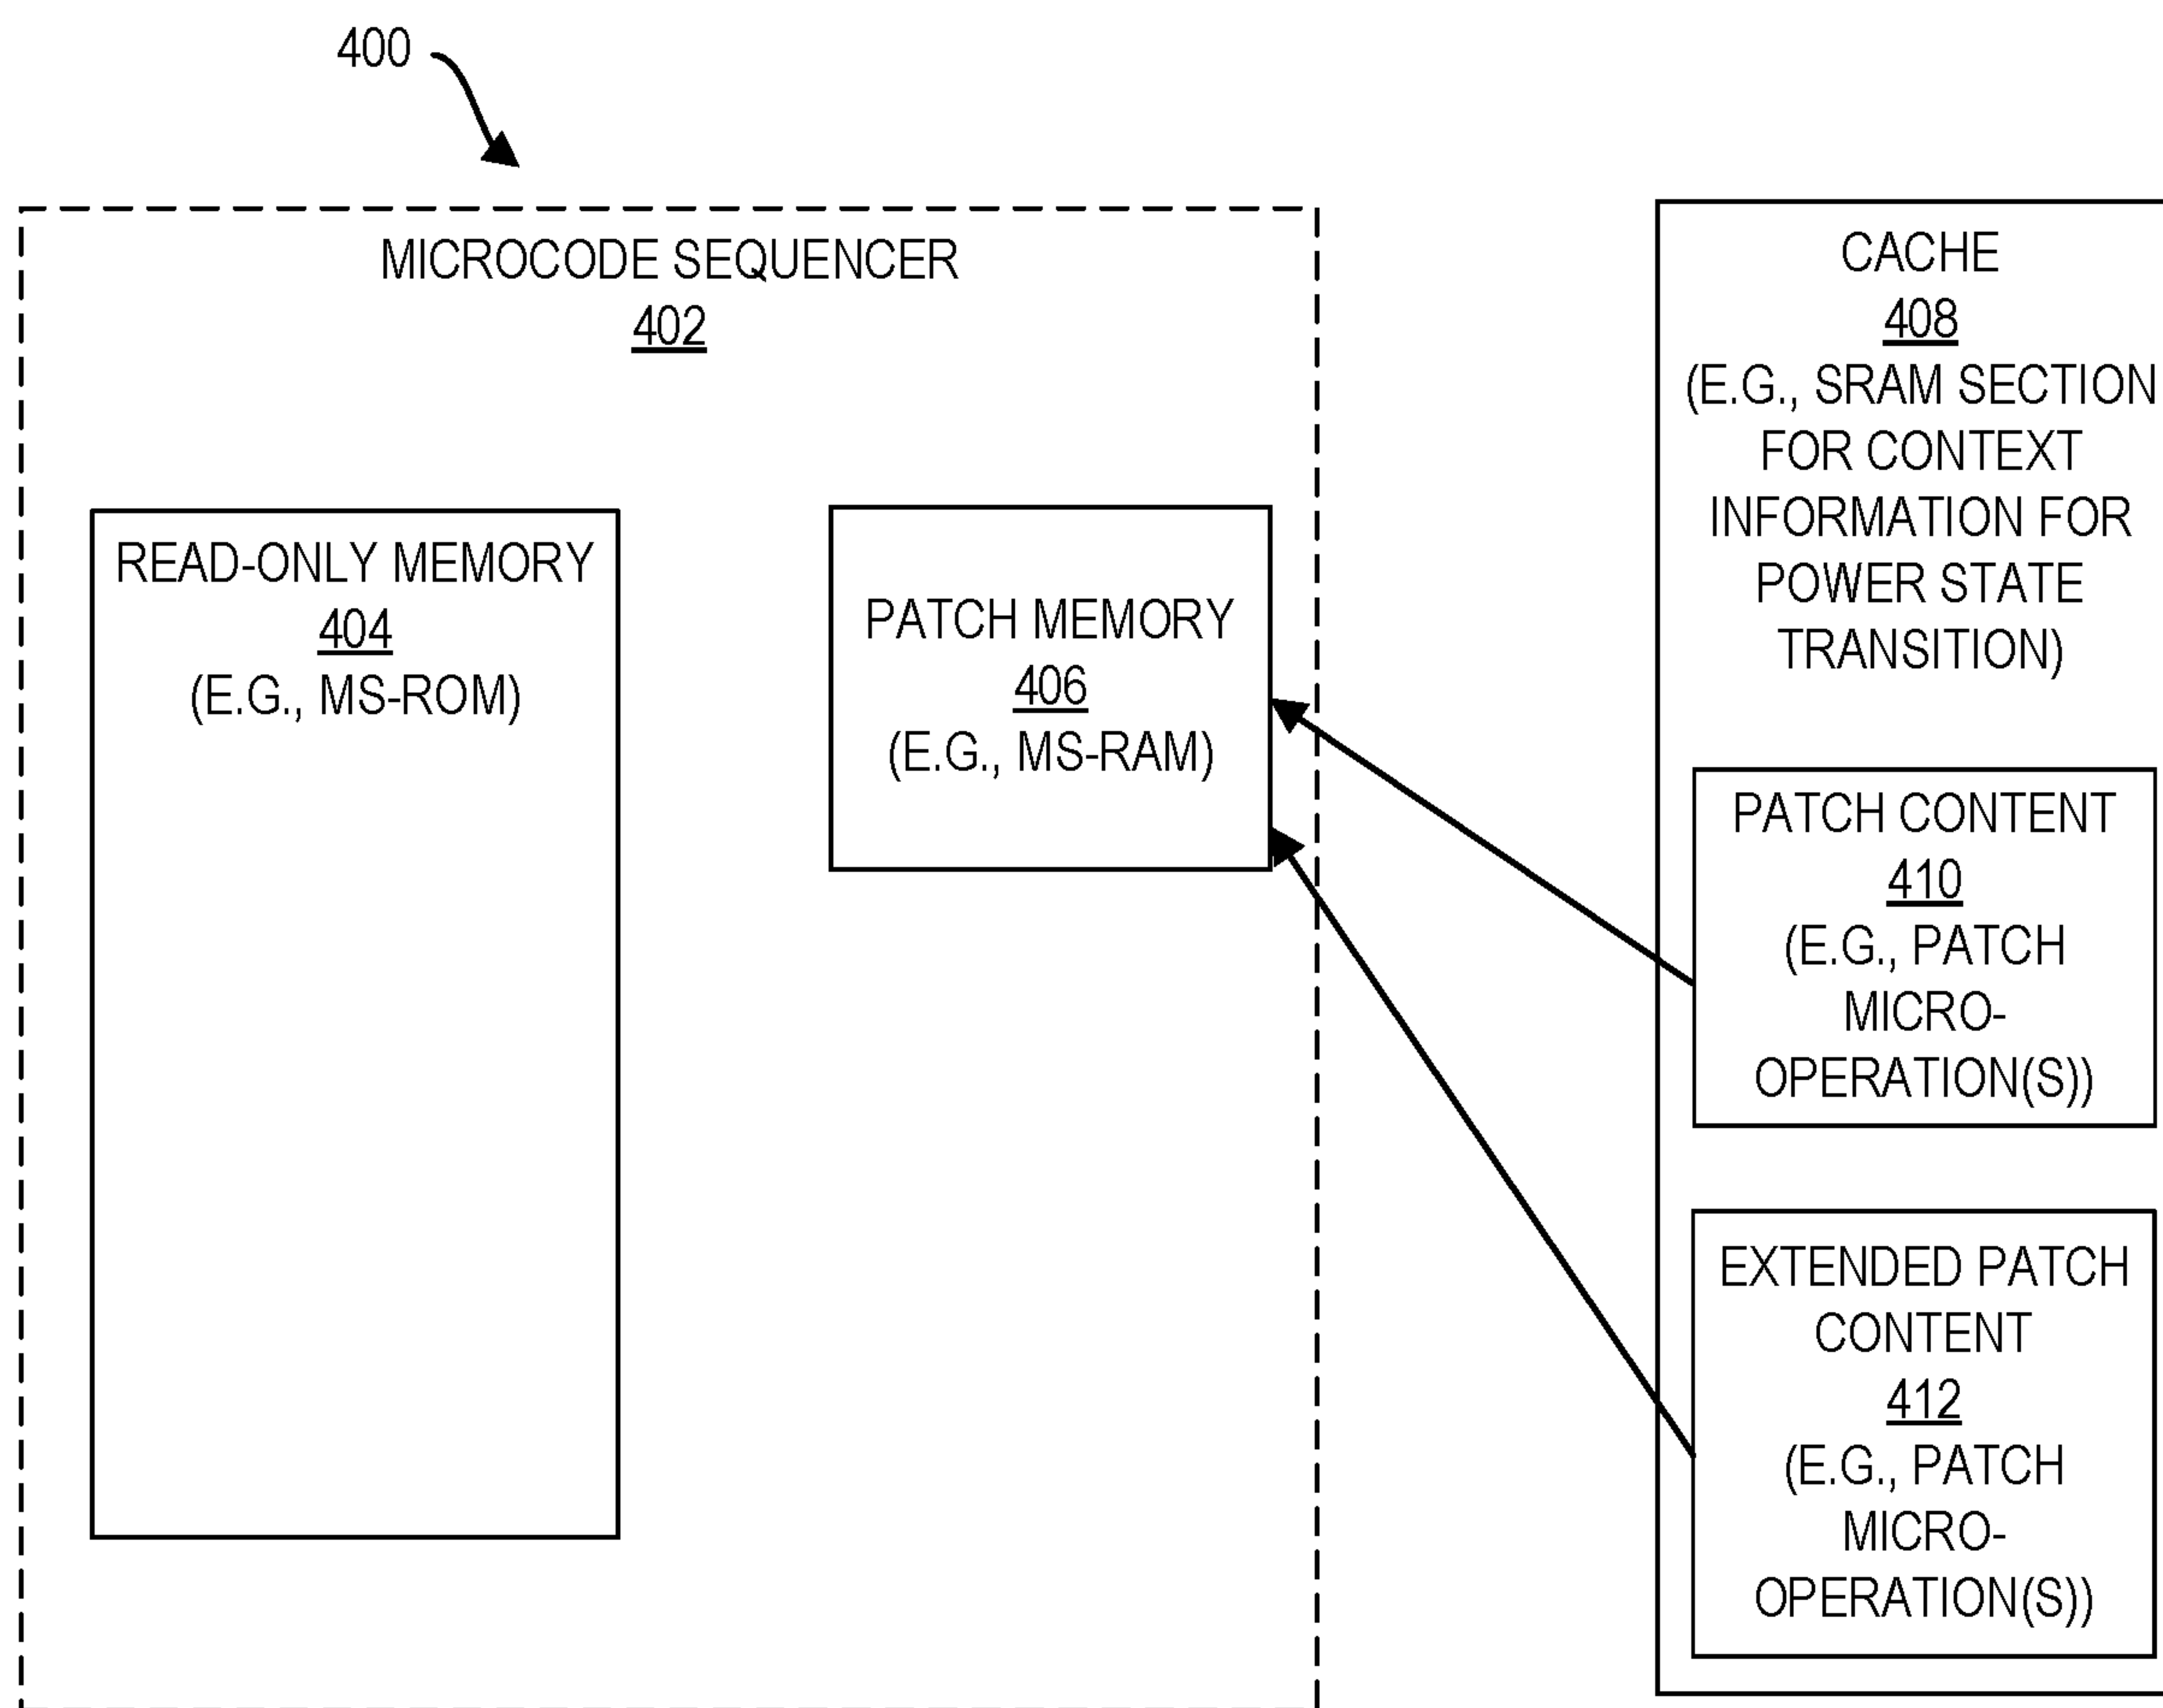 400
MICROCODE SEQUENCER
402
READ-ONLY MEMORY
404
(E.G., MS-ROM)
PATCH MEMORY
406
(E.G., MS-RAM)
CACHE
408
(E.G., SRAM SECTION
FOR CONTEXT
INFORMATION FOR
POWER STATE
TRANSITION)
PATCH CONTENT
410
(E.G., PATCH
MICRO-
OPERATION(S))
EXTENDED PATCH
CONTENT
412
(E.G., PATCH
MICRO-
OPERATION(S))